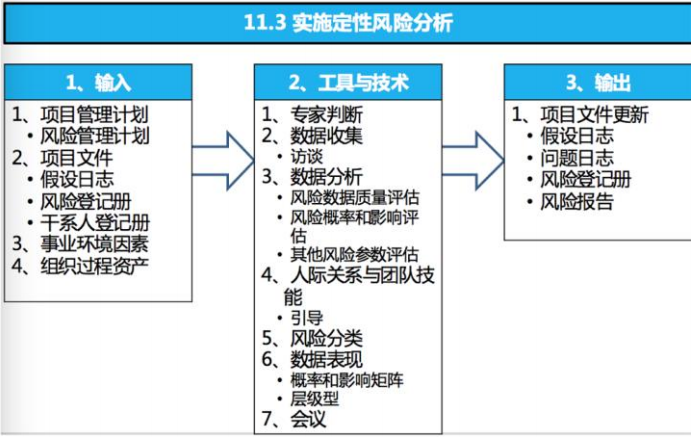 11.3 实施定性风险分析
1、输入
1、项目管理计划
• 风险管理计划
2、项目文件
• 假设日志
• 风险登记册
• 干系人登记册
3、事业环境因素
4、组织过程资产
2、工具与技术
1、专家判断
2、数据收集
• 访谈
3、数据分析
• 风险数据质量评估
• 风险概率和影响评
估
• 其他风险参数评估
4、人际关系与团队技
能
• 引导
5、风险分类
6、数据表现
• 概率和影响矩阵
• 层级型
7、会议
3、输出
1、项目文件更新
• 假设日志
• 问题日志
• 风险登记册
• 风险报告